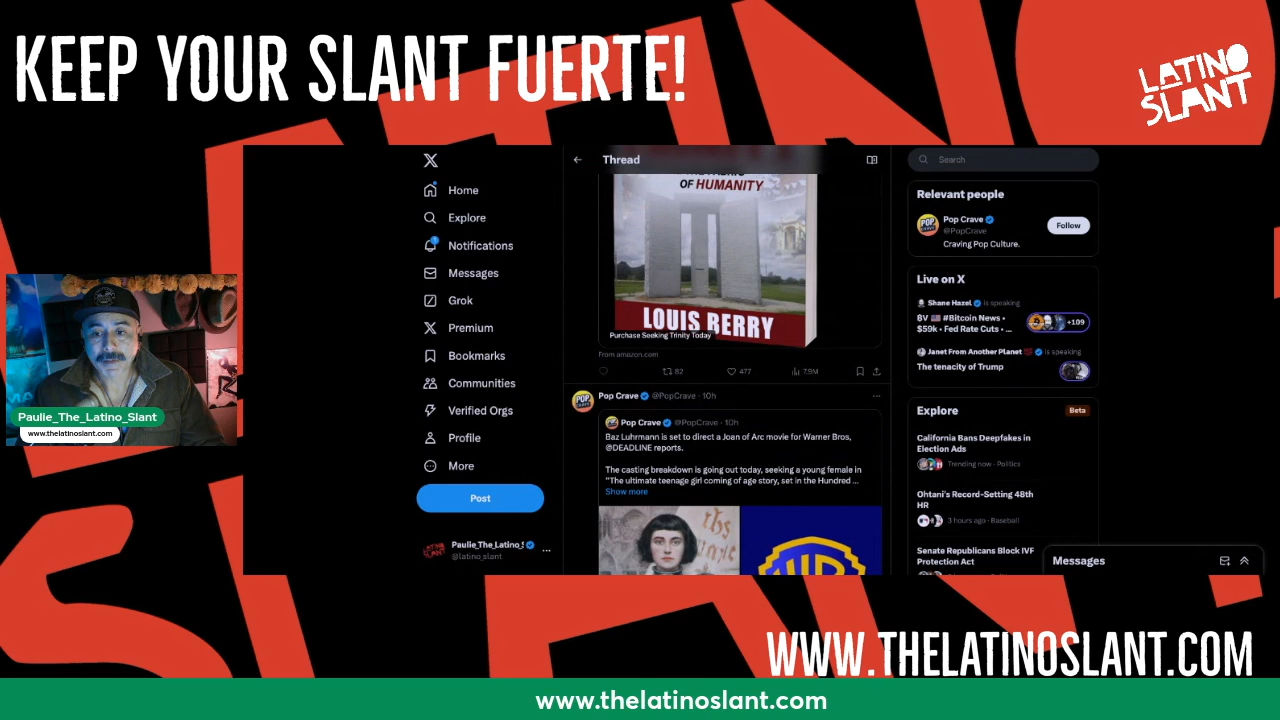 KEEP YOUR SLANT FUERTE!
LATINO
SLANT
Thread
Search
Home
Explore
Notifications
Messages
Grok
Premium
Bookmarks
Communities
Verified Orgs
Profile
More
Post
@latino_slant
OF HUMANITY
LOUIS BERRY
Purchase Seeking Trinity Today
From amazon.com
82
477
7.9M
Pop Crave @PopCrave · 10h
Pop Crave @PopCrave · 10h
Baz Luhrmann is set to direct a Joan of Arc movie for Warner Bros,
@DEADLINE reports.
The casting breakdown is going out today, seeking a young female in
"The ultimate teenage girl coming of age story, set in the Hundred ...
Show more
Relevant people
Pop Crave
@PopCrave
Follow
Craving Pop Culture.
Live on X
Shane Hazel is speaking
#Bitcoin News •
$59k • Fed Rate Cuts • ...
+109
Janet From Another Planet is speaking
The tenacity of Trump
Explore
Beta
California Bans Deepfakes in
Election Ads
Trending now · Politics
Ohtani's Record-Setting 48th
HR
3 hours ago · Baseball
Senate Republicans Block IVF
Protection Act
Messages
Paulie_The_Latino_Slant
www.thelatinoslant.com
WWW.THELATINOSLANT.COM
www.thelatinoslant.com